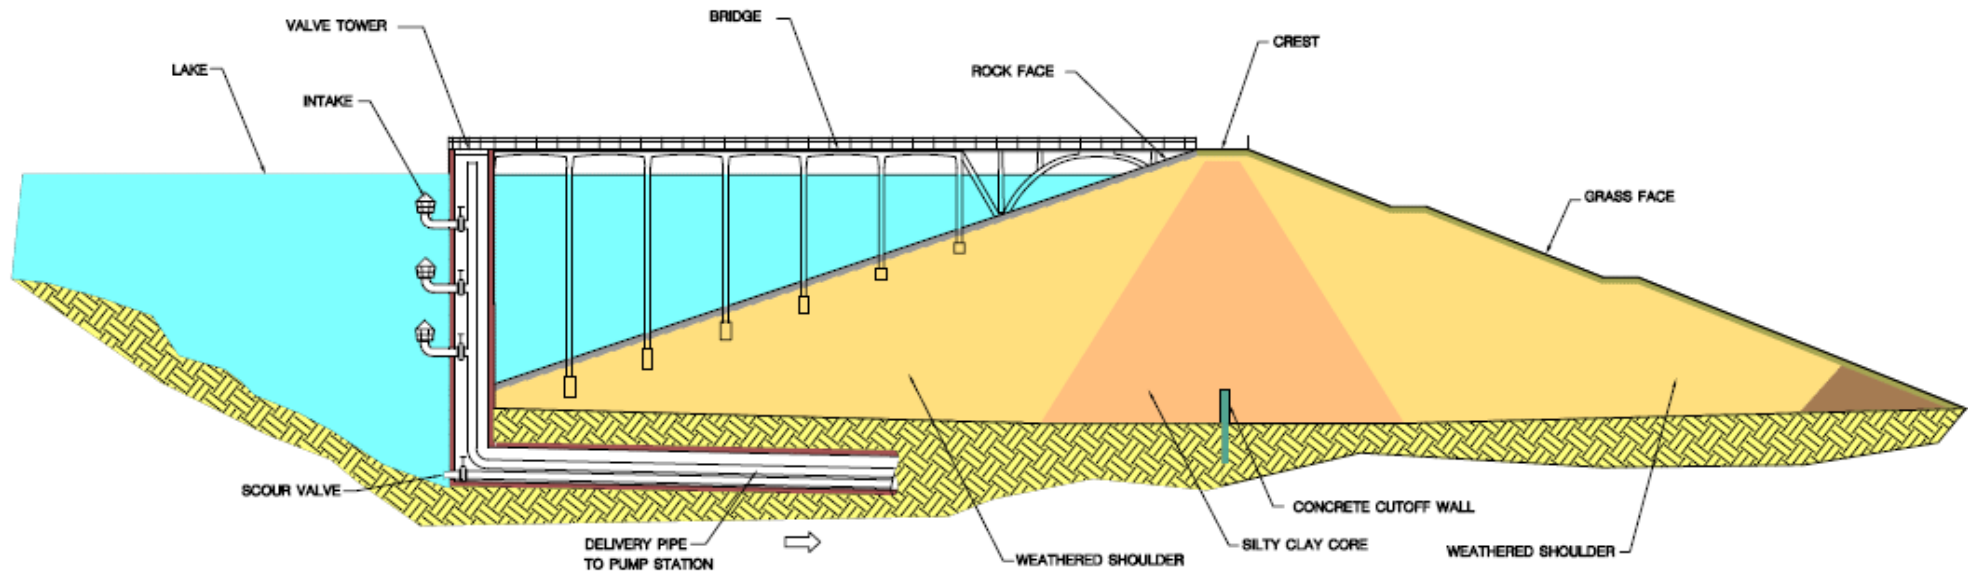 BRIDGE
VALVE TOWER
CREST
LAKE
ROCK FACE
INTAKE
GRASS FACE
SCOUR VALVE
CONCRETE CUTOFF WALL
DELIVERY PIPE
TO PUMP STATION
SILTY CLAY CORE
WEATHERED SHOULDER
WEATHERED SHOULDER